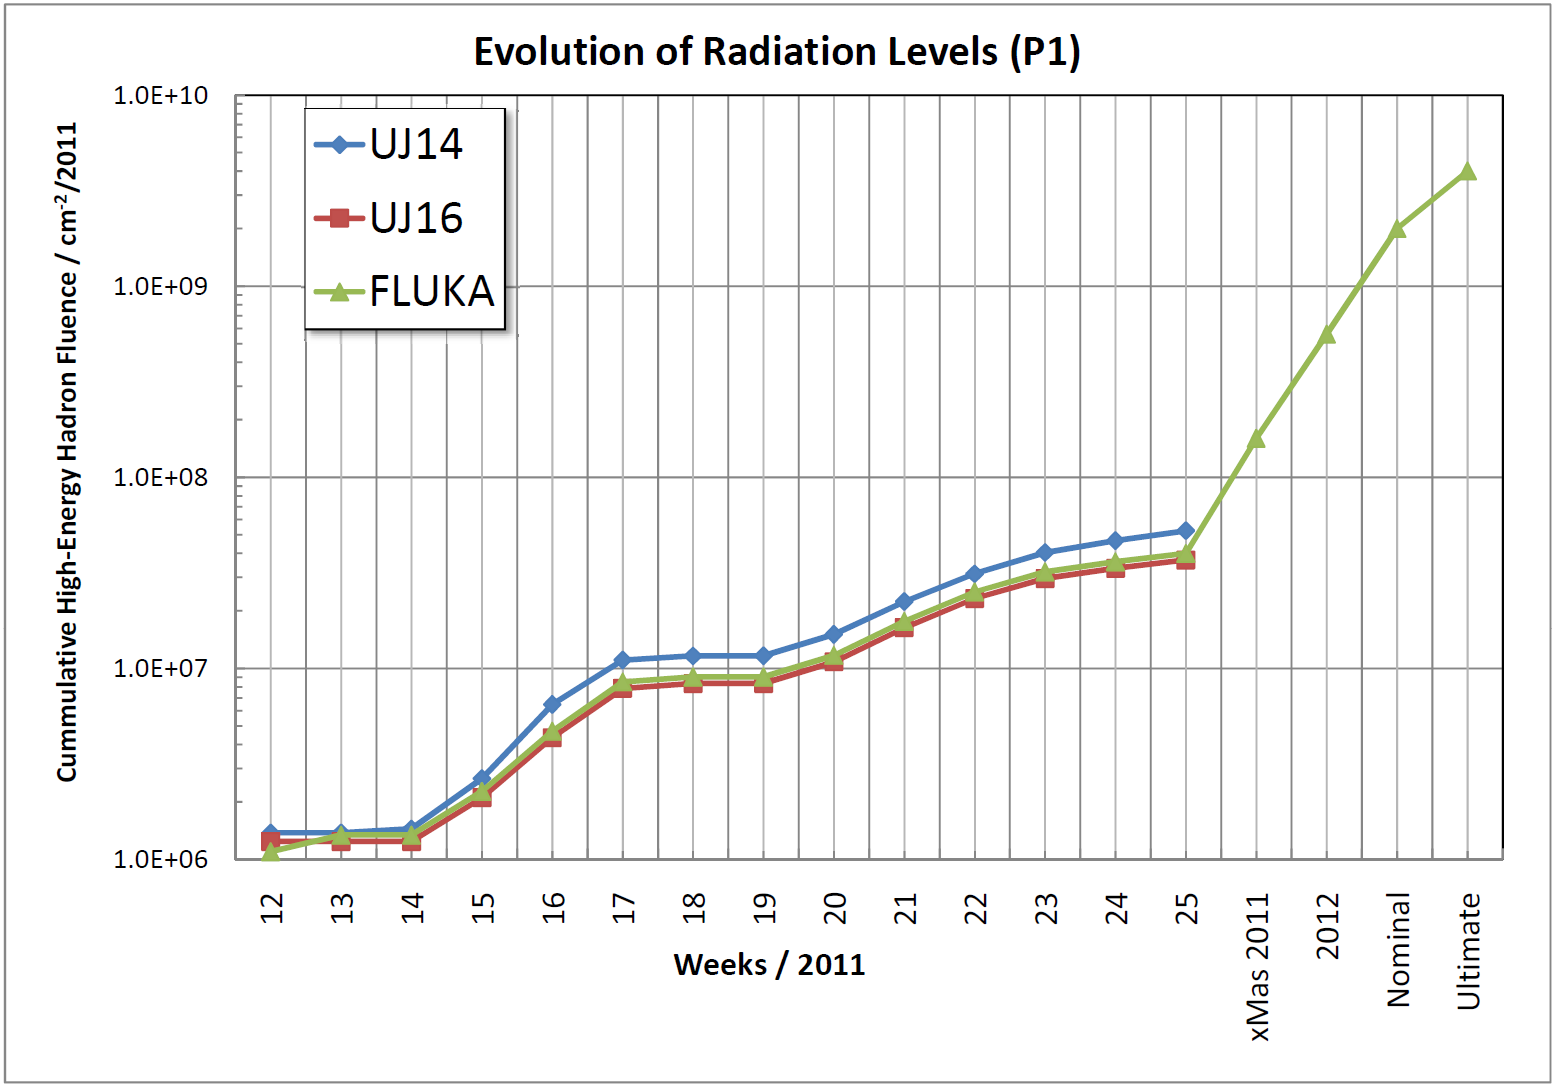 Evolution of Radiation Levels (P1)
Cummulative High-Energy Hadron Fluence / cm-2/2011
1.0E+10
1.0E+09
1.0E+08
1.0E+07
1.0E+06
UJ14
UJ16
FLUKA
12
13
14
15
16
17
18
19
20
21
22
23
24
25
xMas 2011
2012
Nominal
Ultimate
Weeks / 2011